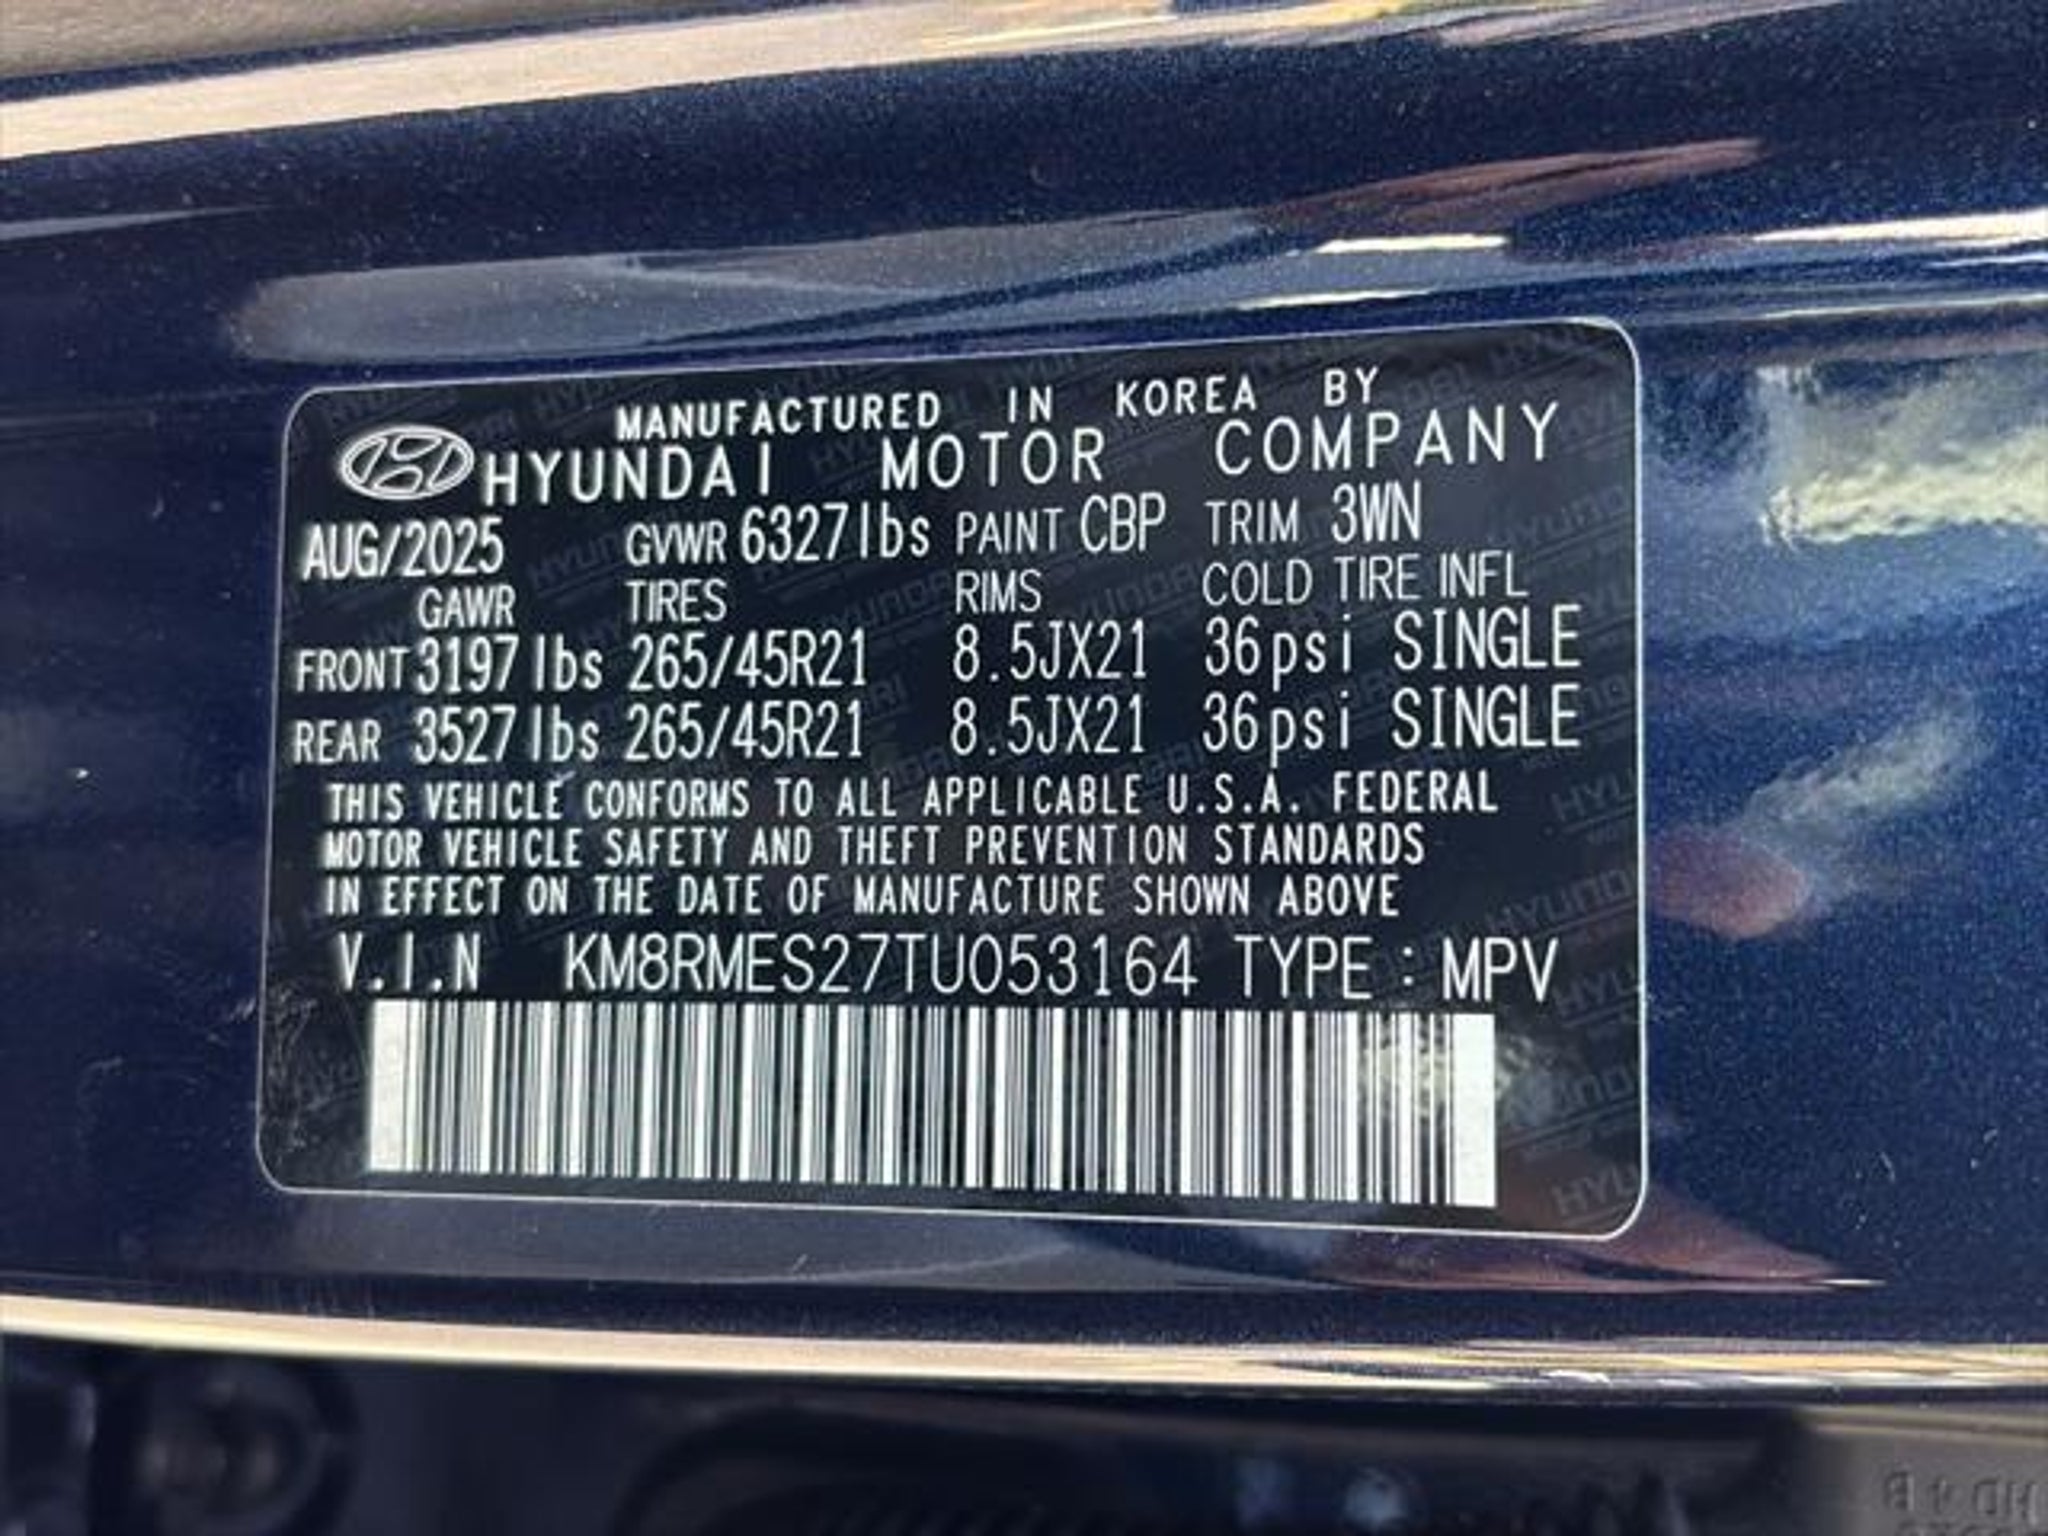 MANUFACTURED IN KOREA BY
HYUNDAI MOTOR COMPANY
AUG/2025 GVWR 6327lbs PAINT CBP TRIM 3WN
GAWR TIRES RIMS COLD TIRE INFL
FRONT 3197lbs 265/45R21 8.5JX21 36psi SINGLE
REAR 3527lbs 265/45R21 8.5JX21 36psi SINGLE
THIS VEHICLE CONFORMS TO ALL APPLICABLE U.S.A. FEDERAL
MOTOR VEHICLE SAFETY AND THEFT PREVENTION STANDARDS
IN EFFECT ON THE DATE OF MANUFACTURE SHOWN ABOVE
V.I.N KM8RMES27TU053164 TYPE : MPV